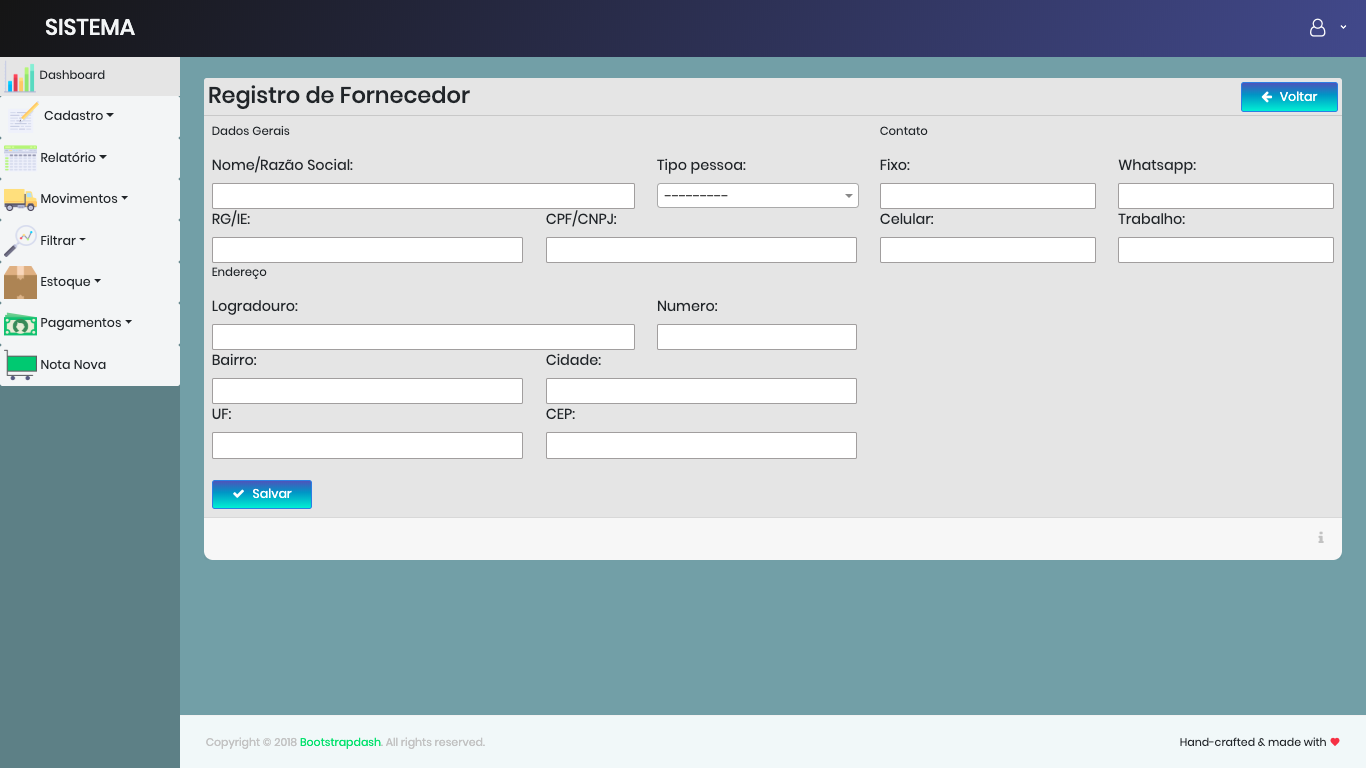 SISTEMA
Dashboard
Cadastro
Relatório
Movimentos
Filtrar
Estoque
Pagamentos
Nota Nova
Registro de Fornecedor
Voltar
Dados Gerais
Contato
Nome/Razão Social:
Tipo pessoa:
Fixo:
Whatsapp:
---------
RG/IE:
CPF/CNPJ:
Celular:
Trabalho:
Endereço
Logradouro:
Numero:
Bairro:
Cidade:
UF:
CEP:
Salvar
Copyright © 2018 Bootstrapdash. All rights reserved.
Hand-crafted & made with